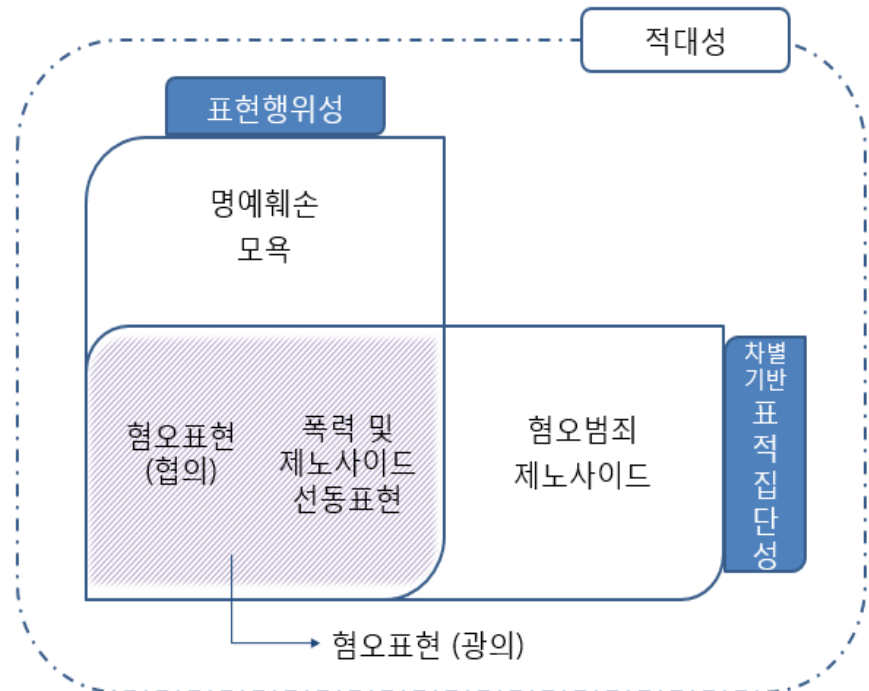 적대성
표현행위성
명예훼손
모욕
혐오표현
(협의)
폭력 및
제노사이드
선동표현
혐오범죄
제노사이드
차별
기반
표
적
집
단
성
혐오표현 (광의)